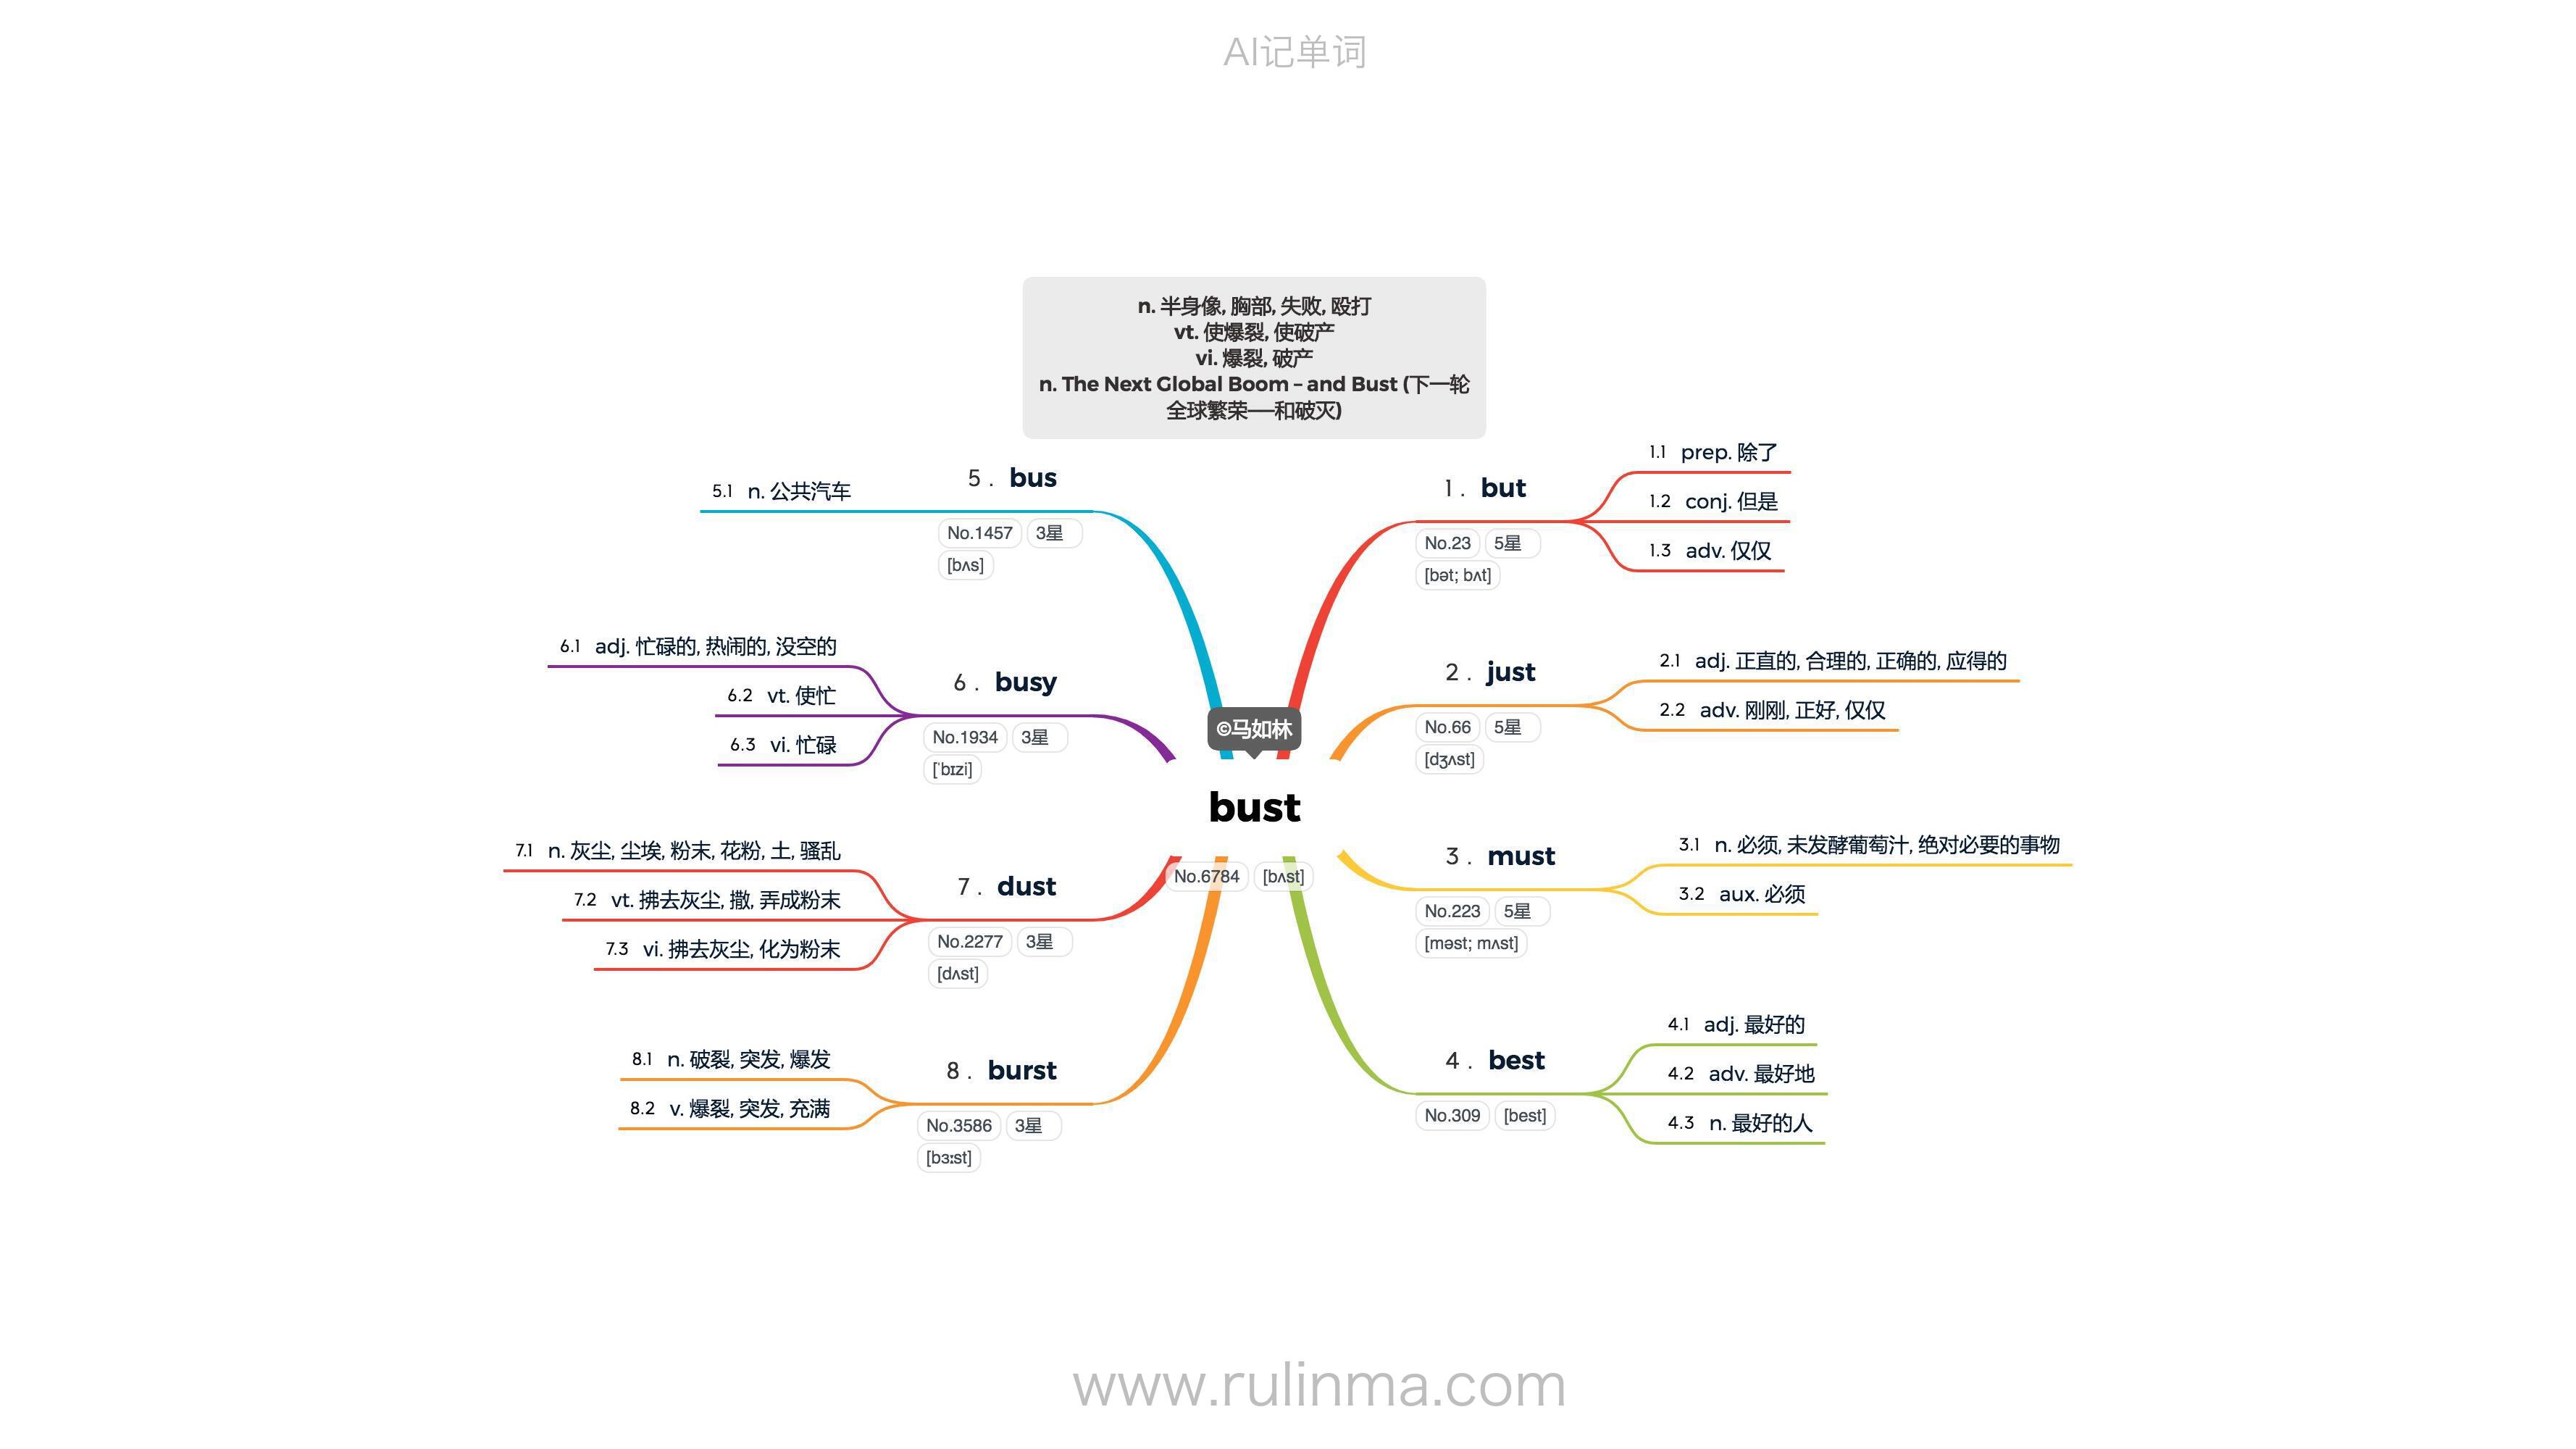 AI记单词
n. 半身像, 胸部, 失败, 殴打
vt. 使爆裂, 使破产
vi. 爆裂, 破产
n. The Next Global Boom – and Bust (下一轮
全球繁荣──和破灭)
©马如林
bust
No.6784 [bʌst]
1 . but
No.23 5星
[bət; bʌt]
1.1 prep. 除了
1.2 conj. 但是
1.3 adv. 仅仅
2 . just
No.66 5星
[dʒʌst]
2.1 adj. 正直的, 合理的, 正确的, 应得的
2.2 adv. 刚刚, 正好, 仅仅
3 . must
No.223 5星
[məst; mʌst]
3.1 n. 必须, 未发酵葡萄汁, 绝对必要的事物
3.2 aux. 必须
4 . best
No.309 [best]
4.1 adj. 最好的
4.2 adv. 最好地
4.3 n. 最好的人
5 . bus
No.1457 3星
[bʌs]
5.1 n. 公共汽车
6 . busy
No.1934 3星
[ˈbɪzi]
6.1 adj. 忙碌的, 热闹的, 没空的
6.2 vt. 使忙
6.3 vi. 忙碌
7 . dust
No.2277 3星
[dʌst]
7.1 n. 灰尘, 尘埃, 粉末, 花粉, 土, 骚乱
7.2 vt. 拂去灰尘, 撒, 弄成粉末
7.3 vi. 拂去灰尘, 化为粉末
8 . burst
No.3586 3星
[bɜːst]
8.1 n. 破裂, 突发, 爆发
8.2 v. 爆裂, 突发, 充满
www.rulinma.com